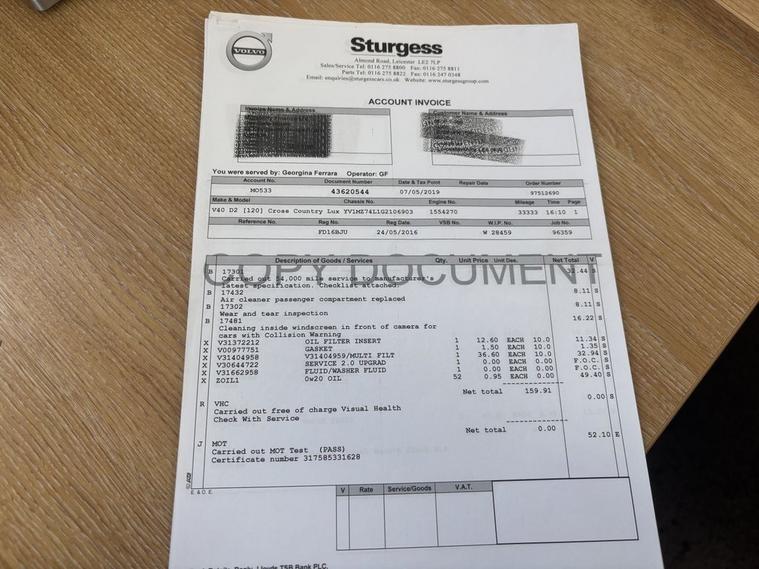 VOLVO
Sturgess
Almond Road, Leicester LE2 7LP
Sales/Service Tel: 0116 275 8800 Fax: 0116 275 8811
Parts Tel: 0116 275 8822 Fax: 0116 247 0348
Email: enquiries@sturgesscars.co.uk Website: www.sturgessgroup.com
ACCOUNT INVOICE
Invoice Name & Address Customer Name & Address
You were served by: Georgina Ferrara Operator: GF
Account No. Document Number Date & Tax Point Repair Date Order Number
MO533 43620544 07/05/2019 97512690
Make & Model Chassis No. Engine No. Mileage Time Page
V40 D2 [120] Cross Country Lux YV1MZ74L1G2106903 1554270 33333 16:10 1
Reference No. Reg No. Reg Date. VSB No. W.I.P. No. Job No.
FD16BJU 24/05/2016 W 28459 96359
Description of Goods / Services Qty. Unit Price Unit Des. Net Total V
COPY DOCUMENT
B 17301 32.44 S
Carried out 54,000 mile service to manufacturer's
latest specification. Checklist attached.
B 17432 8.11 S
Air cleaner passenger compartment replaced
B 17302 8.11 S
Wear and tear inspection
B 17481 16.22 S
Cleaning inside windscreen in front of camera for
cars with Collision Warning
X V31372212 OIL FILTER INSERT 1 12.60 EACH 10.0 11.34 S
X V00977751 GASKET 1 1.50 EACH 10.0 1.35 S
X V31404958 V31404959/MULTI FILT 1 36.60 EACH 10.0 32.94 S
X V30644722 SERVICE 2.0 UPGRAD 1 0.00 EACH 0.00 F.O.C. S
X V31662958 FLUID/WASHER FLUID 1 0.00 EACH 0.00 F.O.C. S
X ZOIL1 0w20 OIL 52 0.95 EACH 0.00 49.40 S
Net total 159.91
R VHC 0.00 S
Carried out free of charge Visual Health
Check With Service
Net total 0.00
J MOT 52.10 E
Carried out MOT Test (PASS)
Certificate number 317585331628
E. & O. E.
V Rate Service/Goods V.A.T.
Bank: Lloyds TSB Bank PLC.